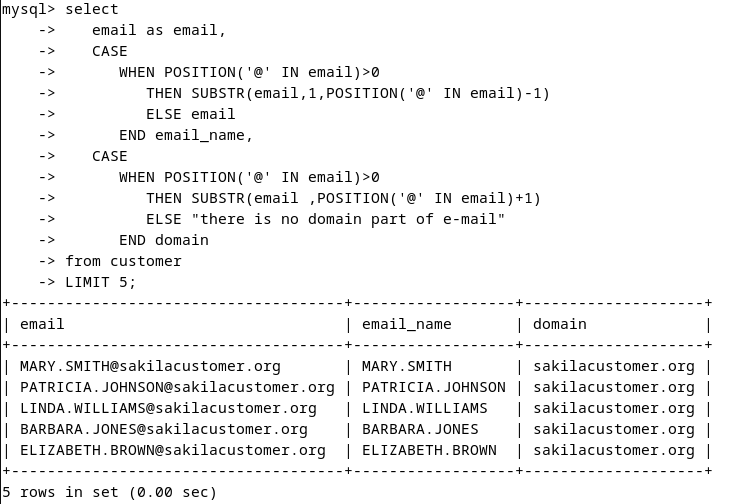 mysql> select
    ->    email as email,
    ->    CASE
    ->       WHEN POSITION('@' IN email)>0
    ->          THEN SUBSTR(email,1,POSITION('@' IN email)-1)
    ->          ELSE email
    ->       END email_name,
    ->    CASE
    ->       WHEN POSITION('@' IN email)>0
    ->          THEN SUBSTR(email ,POSITION('@' IN email)+1)
    ->          ELSE "there is no domain part of e-mail"
    ->       END domain
    -> from customer
    -> LIMIT 5;
+-------------------------------------+------------------+--------------------+
| email                               | email_name       | domain             |
+-------------------------------------+------------------+--------------------+
| MARY.SMITH@sakilacustomer.org       | MARY.SMITH       | sakilacustomer.org |
| PATRICIA.JOHNSON@sakilacustomer.org | PATRICIA.JOHNSON | sakilacustomer.org |
| LINDA.WILLIAMS@sakilacustomer.org   | LINDA.WILLIAMS   | sakilacustomer.org |
| BARBARA.JONES@sakilacustomer.org    | BARBARA.JONES    | sakilacustomer.org |
| ELIZABETH.BROWN@sakilacustomer.org  | ELIZABETH.BROWN  | sakilacustomer.org |
+-------------------------------------+------------------+--------------------+
5 rows in set (0.00 sec)